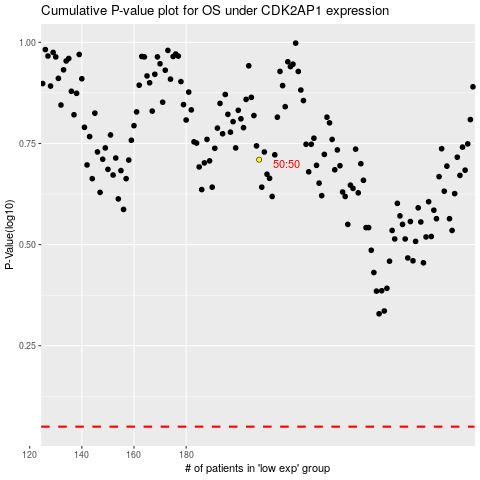 Cumulative P-value plot for OS under CDK2AP1 expression
P-Value(log10)
1.00
0.75
0.50
0.25
50:50
120 140 160 180
# of patients in 'low exp' group